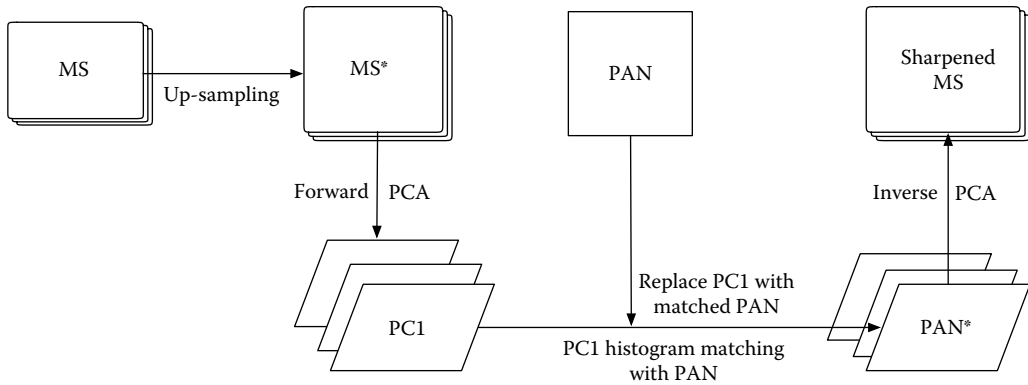 MS
Up-sampling
MS*
PAN
Sharpened
MS
Forward PCA
Inverse PCA
Replace PC1 with
matched PAN
PC1
PC1 histogram matching
with PAN
PAN*